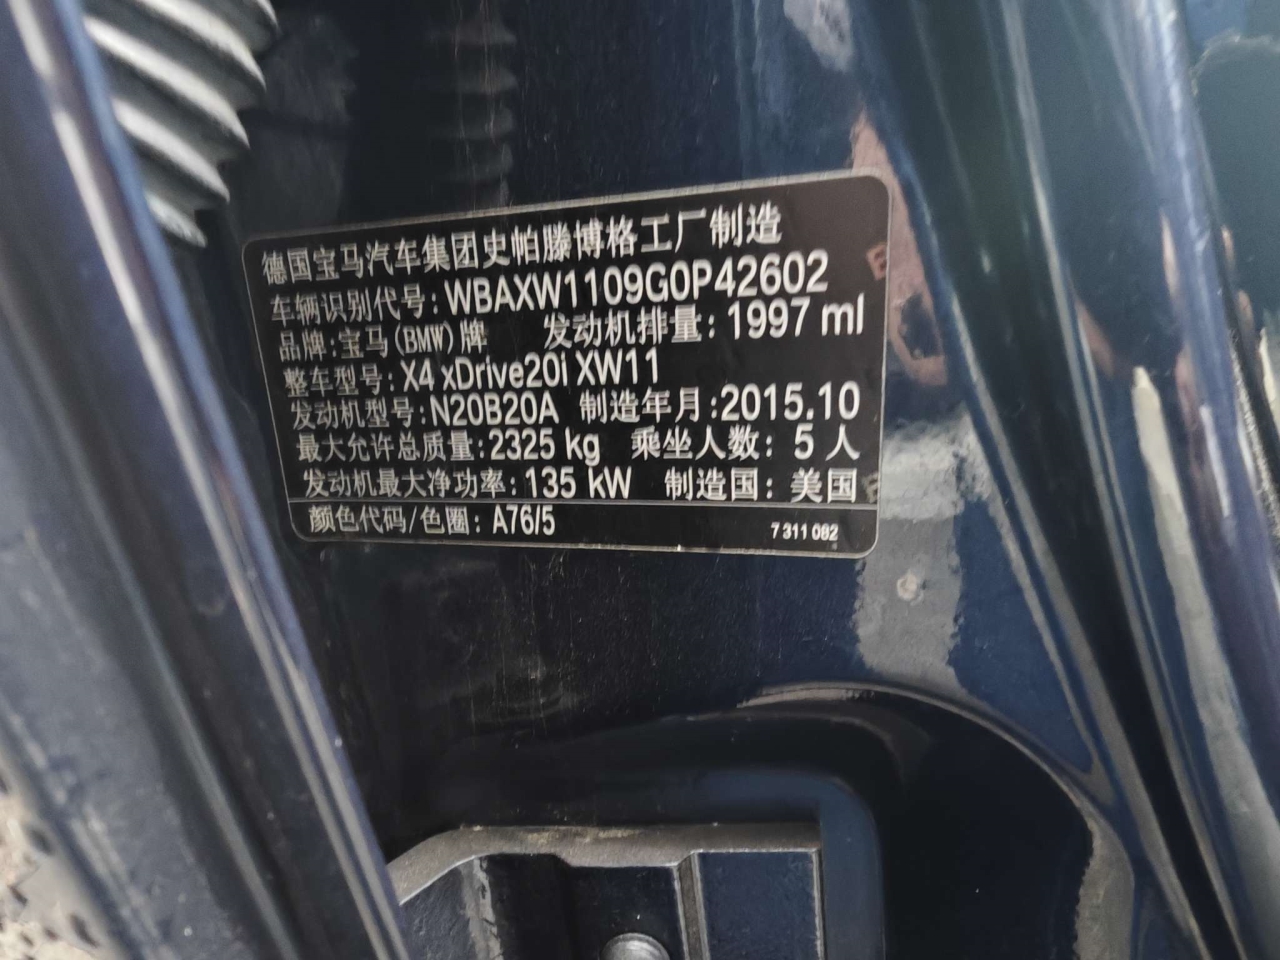 德国宝马汽车集团史帕滕博格工厂制造
车辆识别代号: WBAXW1109G0P42602
品牌: 宝马(BMW)牌 发动机排量: 1997 ml
整车型号: X4 xDrive20i XW11
发动机型号: N20B20A 制造年月: 2015.10
最大允许总质量: 2325 kg 乘坐人数: 5 人
发动机最大净功率: 135 kW 制造国: 美国
颜色代码/色圈: A76/5 7 311 082